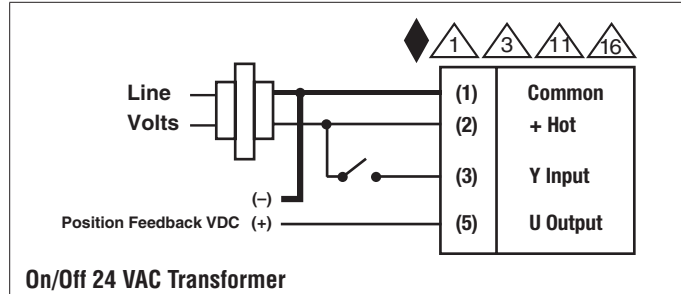 1 3 11 16
Line
Volts
(1) Common
(2) + Hot
(3) Y Input
(–)
Position Feedback VDC (+) (5) U Output
On/Off 24 VAC Transformer